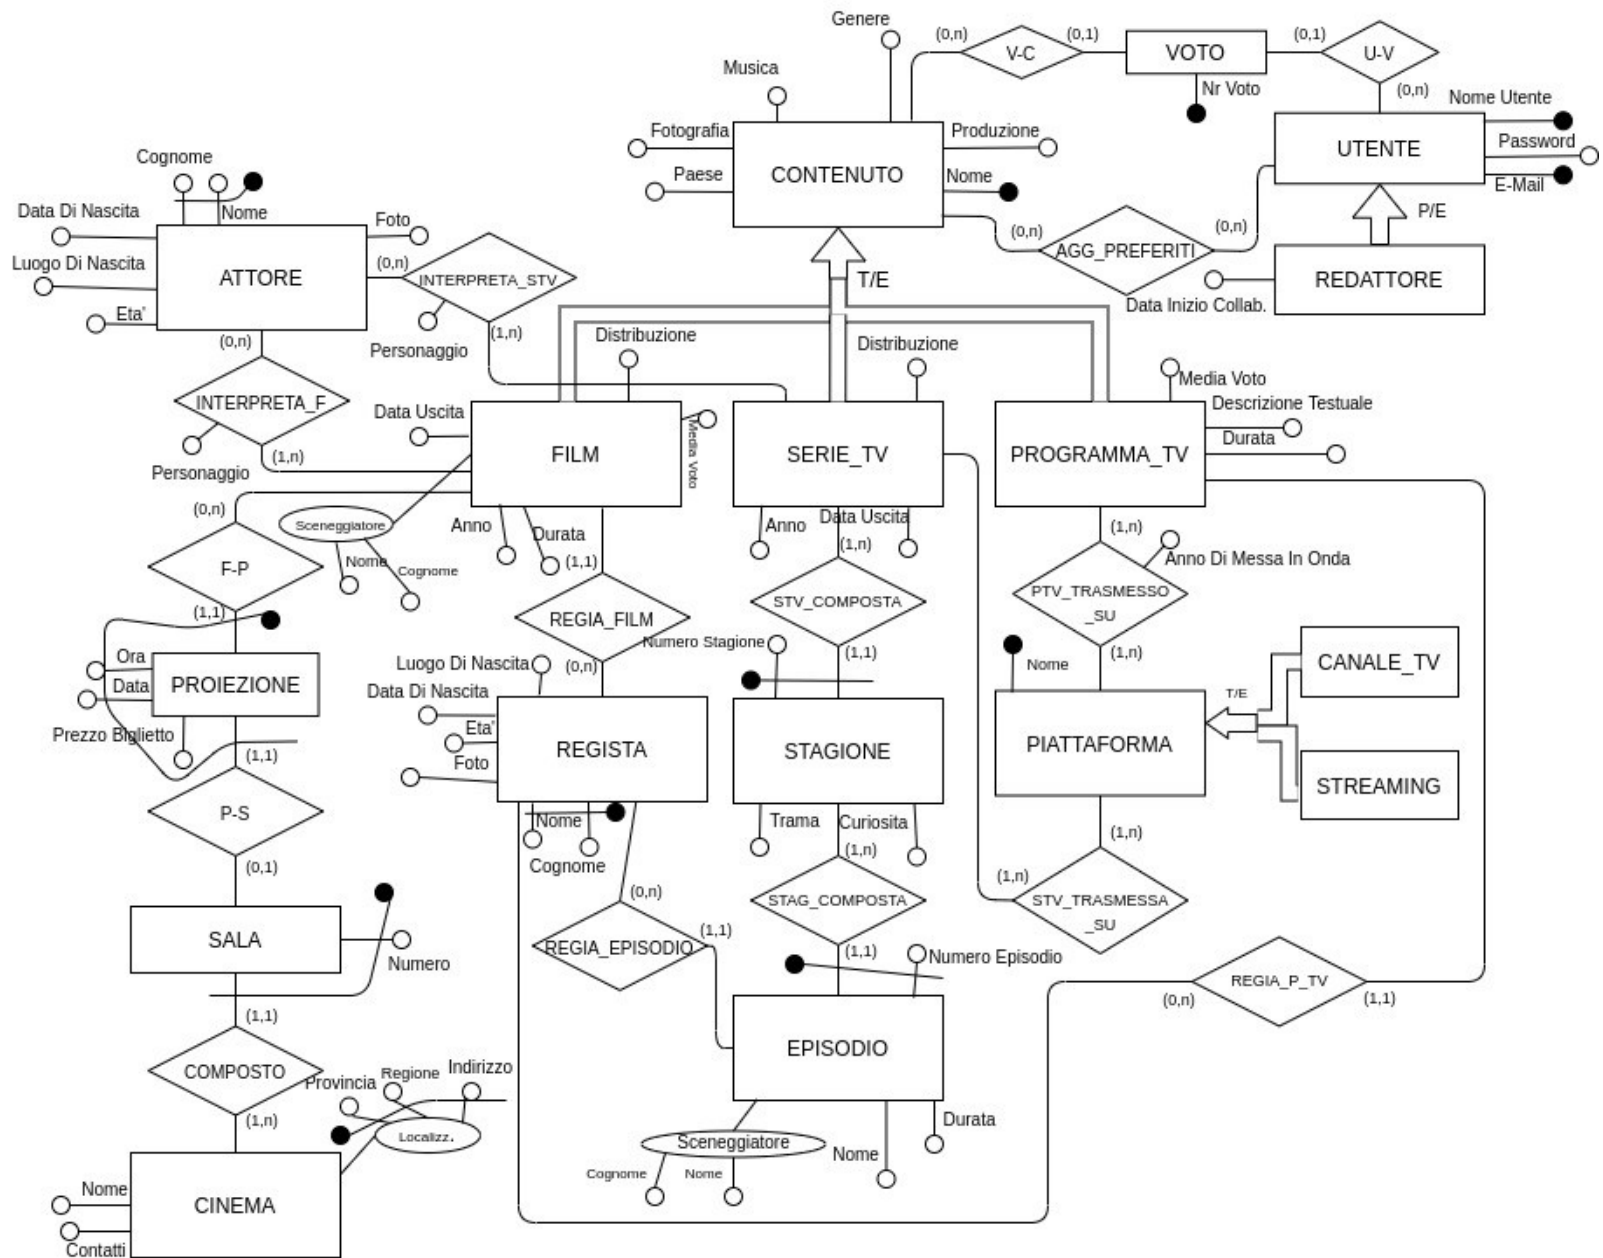 Genere
(0,n)
V-C
(0,1)
VOTO
(0,1)
U-V
Musica
Nr Voto
(0,n)
Nome Utente
Fotografia
Produzione
Password
UTENTE
Cognome
Paese
CONTENUTO
Nome
E-Mail
Data Di Nascita
Nome
Foto
P/E
(0,n)
(0,n)
Luogo Di Nascita
(0,n)
INTERPRETA_STV
AGG_PREFERITI
ATTORE
T/E
REDATTORE
Data Inizio Collab.
Eta'
(0,n)
Personaggio
(1,n)
Distribuzione
Distribuzione
Media Voto
INTERPRETA_F
Data Uscita
Descrizione Testuale
Media Voto
Durata
(1,n)
FILM
SERIE_TV
PROGRAMMA_TV
Personaggio
(0,n)
Sceneggiatore
Anno
Durata
Anno
Data Uscita
(1,n)
(1,n)
Nome
Cognome
(1,1)
Anno Di Messa In Onda
F-P
PTV_TRASMESSO
_SU
STV_COMPOSTA
(1,1)
REGIA_FILM
Numero Stagione
Ora
Luogo Di Nascita
(0,n)
(1,1)
(1,n)
Nome
CANALE_TV
Data
PROIEZIONE
Data Di Nascita
T/E
Prezzo Biglietto
Eta'
REGISTA
STAGIONE
PIATTAFORMA
(1,1)
Foto
STREAMING
P-S
Nome
Trama
Curiosita
(1,n)
Cognome
(1,n)
(0,1)
(0,n)
STAG_COMPOSTA
(1,n)
STV_TRASMESSA
_SU
SALA
REGIA_EPISODIO
(1,1)
(1,1)
Numero Episodio
Numero
REGIA_P_TV
(0,n)
(1,1)
(1,1)
EPISODIO
COMPOSTO
Provincia
Regione
Indirizzo
(1,n)
Localizz.
Durata
Sceneggiatore
Nome
Cognome
Nome
Nome
CINEMA
Contatti